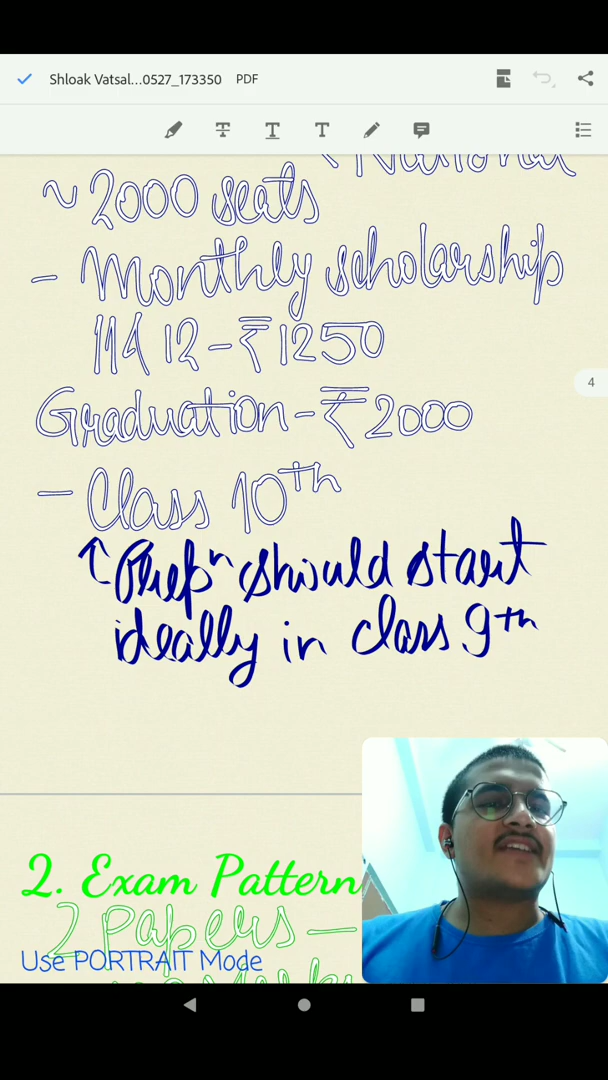 Shloak Vatsal...0527_173350 PDF
National
~ 2000 seats
- Monthly scholarship
11 & 12 - ₹1250
4
Graduation - ₹2000
- Class 10th
↑ Prepⁿ should start
ideally in class 9th
2. Exam Pattern
2 papers -
Use PORTRAIT Mode